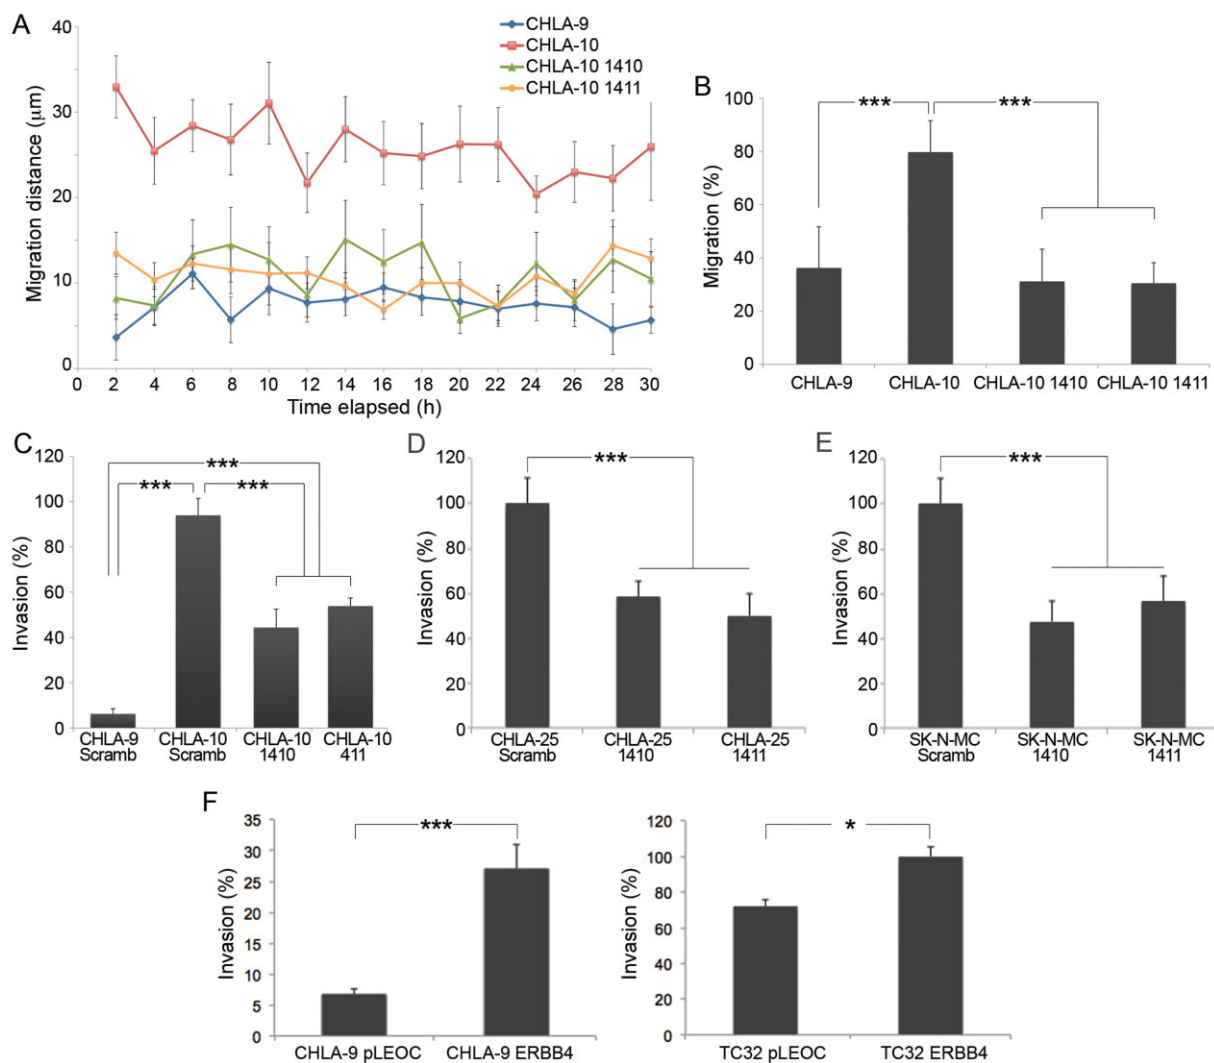 A
40
30
20
10
0
Migration distance (µm)
CHLA-9
CHLA-10
CHLA-10 1410
CHLA-10 1411
0 2 4 6 8 10 12 14 16 18 20 22 24 26 28 30
Time elapsed (h)
B
100
80
60
40
20
0
Migration (%)
*** ***
CHLA-9 CHLA-10 CHLA-10 1410 CHLA-10 1411
C
120
100
80
60
40
20
0
Invasion (%)
***
*** ***
CHLA-9 CHLA-10 CHLA-10 CHLA-10
Scramb Scramb 1410 411
D
120
100
80
60
40
20
0
Invasion (%)
***
CHLA-25 CHLA-25 CHLA-25
Scramb 1410 1411
E
120
100
80
60
40
20
0
Invasion (%)
***
SK-N-MC SK-N-MC SK-N-MC
Scramb 1410 1411
F
35
30
25
20
15
10
5
0
Invasion (%)
***
CHLA-9 pLEOC CHLA-9 ERBB4
120
100
80
60
40
20
0
Invasion (%)
*
TC32 pLEOC TC32 ERBB4